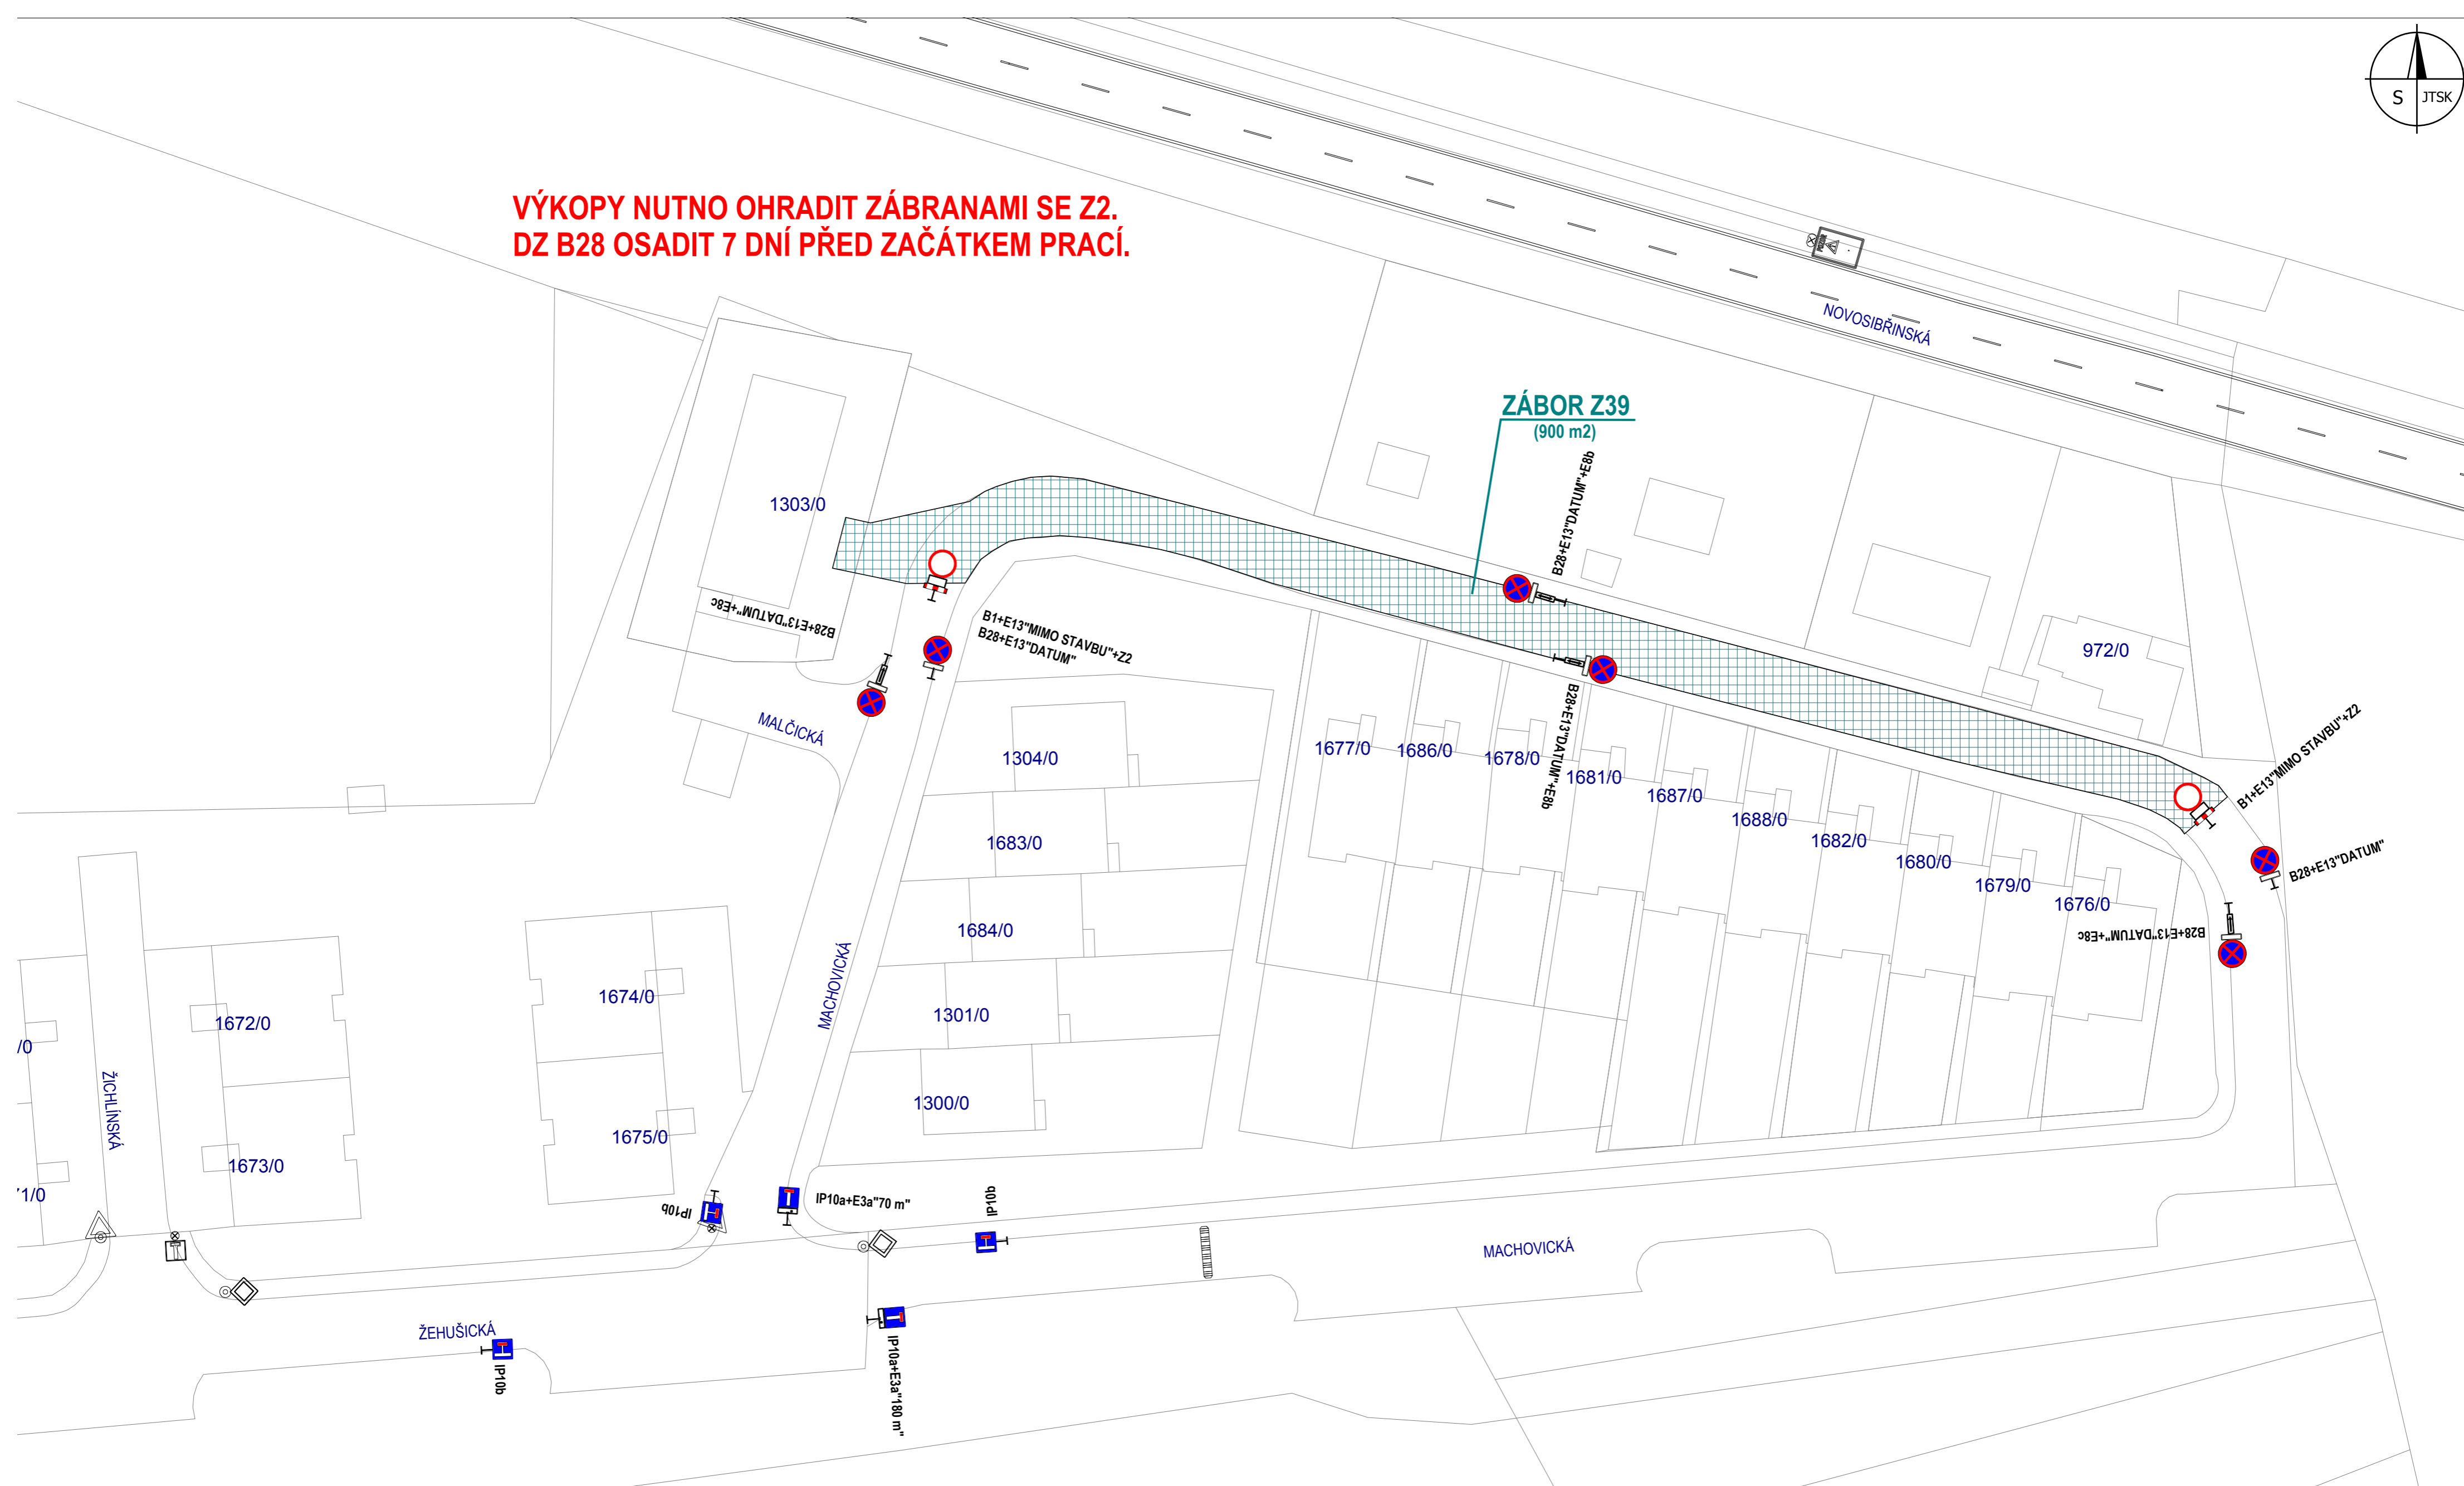 S JTSK
VÝKOPY NUTNO OHRADIT ZÁBRANAMI SE Z2.
DZ B28 OSADIT 7 DNÍ PŘED ZAČÁTKEM PRACÍ.
NOVOSIBŘINSKÁ
ZÁBOR Z39
(900 m2)
B28+E13"DATUM"+E8b
1303/0
B28+E13"DATUM"+E8c
B1+E13"MIMO STAVBU"+Z2
B28+E13"DATUM"
972/0
MALČICKÁ
B28+E13"DATUM"+E8b
B1+E13"MIMO STAVBU"+Z2
1304/0
1677/0
1686/0
1678/0
1681/0
1687/0
1688/0
1682/0
1680/0
1679/0
1676/0
B28+E13"DATUM"
B28+E13"DATUM"+E8c
1683/0
1684/0
MACHOVICKÁ
1674/0
1301/0
1672/0
/0
ŽICHLÍNSKÁ
1300/0
1675/0
1673/0
71/0
IP10b
IP10a+E3a"70 m"
IP10b
MACHOVICKÁ
ŽEHUŠICKÁ
IP10b
IP10a+E3a"180 m"